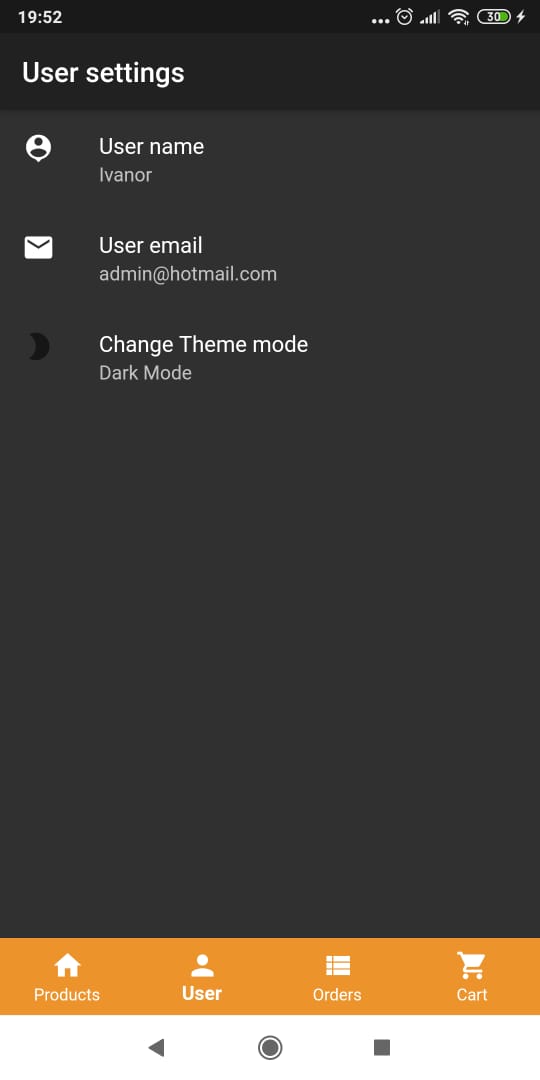 19:52
30
User settings
User name
Ivanor
User email
admin@hotmail.com
Change Theme mode
Dark Mode
Products
User
Orders
Cart